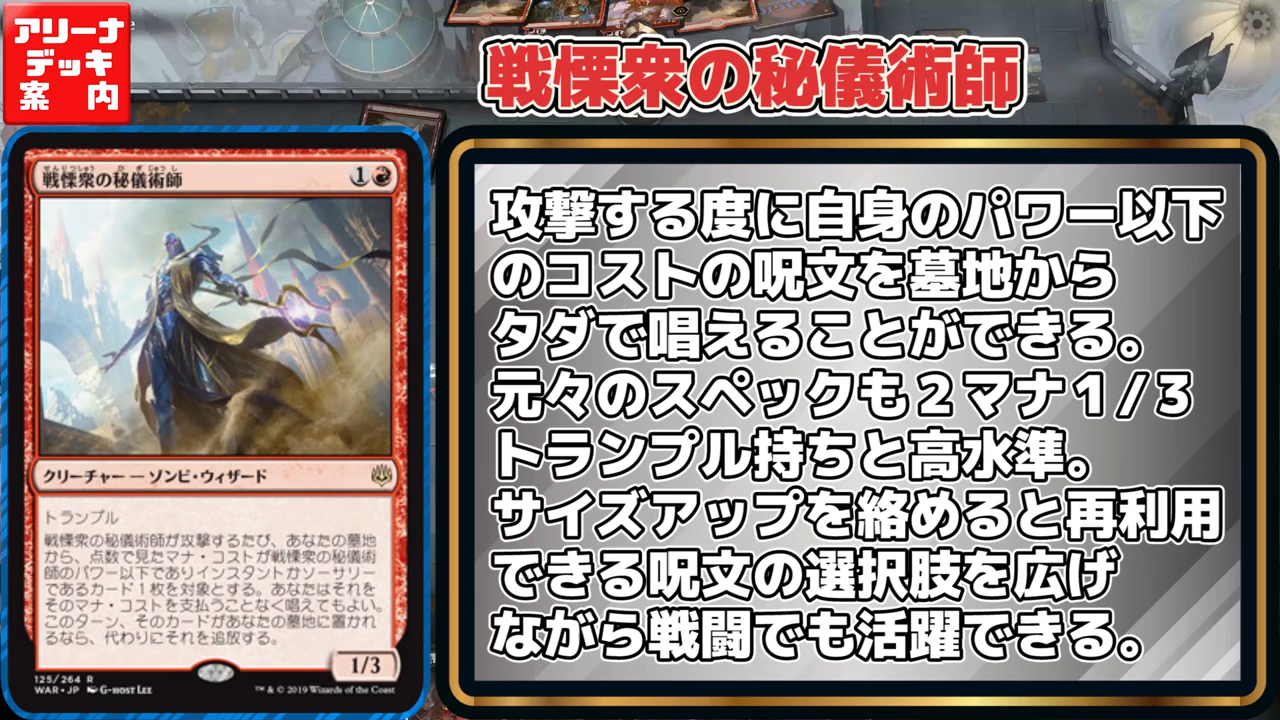 アリーナ
デッキ
案内
戦慄衆の秘儀術師
せんりつしゅう ひ ぎじゅつ し
戦慄衆の秘儀術師 1
クリーチャー — ゾンビ・ウィザード
トランプル
戦慄衆の秘儀術師が攻撃するたび、あなたの墓地
から、点数で見たマナ・コストが戦慄衆の秘儀術
師のパワー以下でありインスタントかソーサリー
であるカード1枚を対象とする。あなたはそれを
そのマナ・コストを支払うことなく唱えてもよい。
このターン、そのカードがあなたの墓地に置かれ
るなら、代わりにそれを追放する。
1/3
125/264 R
WAR・JP G-HOST LEE
™ & © 2019 Wizards of the Coast
攻撃する度に自身のパワー以下
のコストの呪文を墓地から
タダで唱えることができる。
元々のスペックも２マナ１/３
トランプル持ちと高水準。
サイズアップを絡めると再利用
できる呪文の選択肢を広げ
ながら戦闘でも活躍できる。